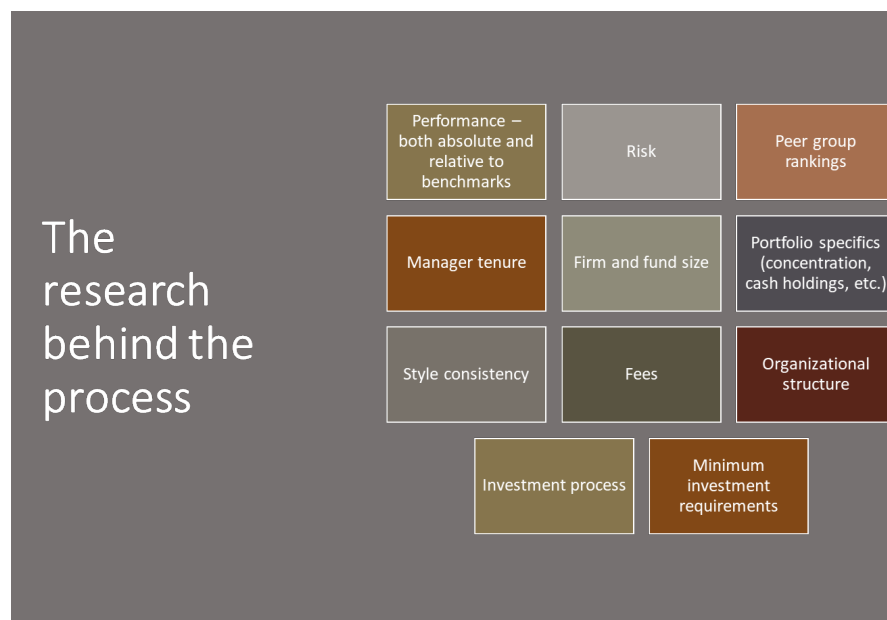 The
research
behind the
process
Performance –
both absolute and
relative to
benchmarks
Risk
Peer group
rankings
Manager tenure
Firm and fund size
Portfolio specifics
(concentration,
cash holdings, etc.)
Style consistency
Fees
Organizational
structure
Investment process
Minimum
investment
requirements